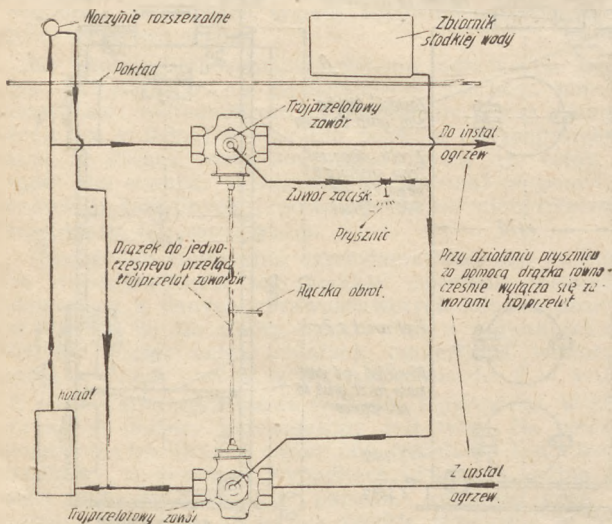 Naczynie rozszerzalne
Zbiornik
słodkiej wody
Pokład
Trójprzelotowy
zawór
Do instal.
ogrzew.
Zawór zacisk.
Prysznic
Drążek do jedno-
czesnego przełącz.
trójprzelot zaworów
Rączka obrot.
Przy działaniu prysznicu
za pomocą drążka równo-
cześnie wyłącza się za-
worami trójprzelot
kocioł
Z instal.
ogrzew.
Trójprzelotowy zawór